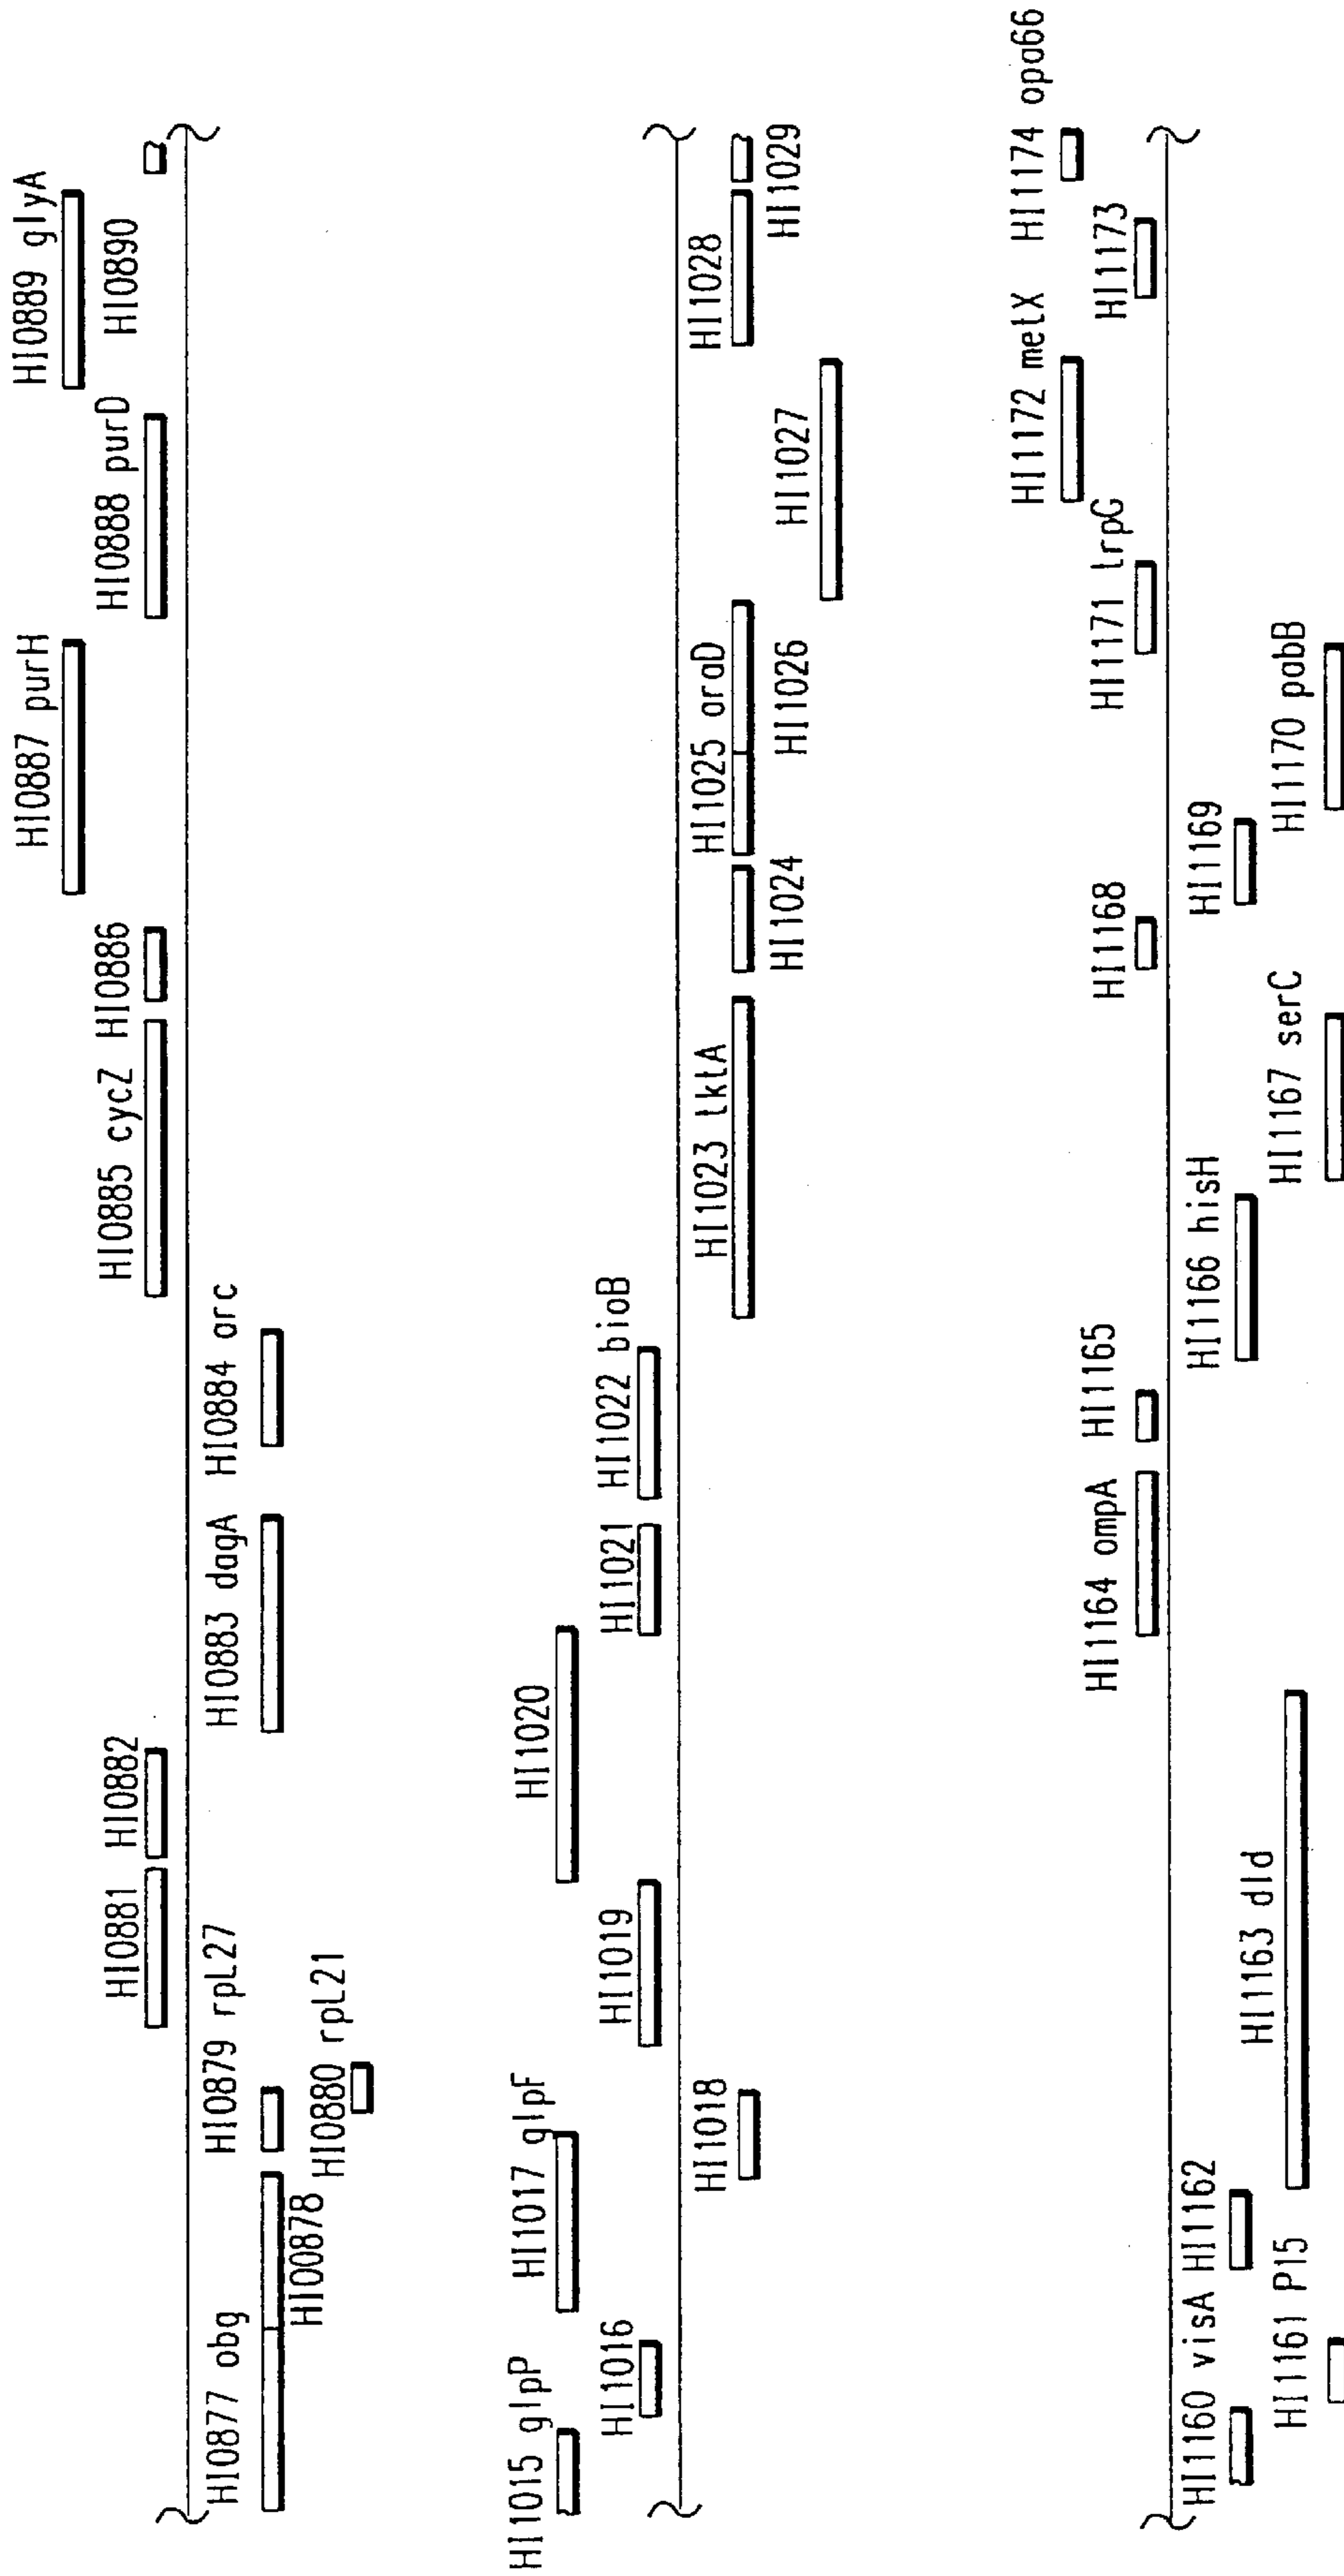 HI0889 glyA
HI0887 purH
HI0890
HI0888 purD
HI0886
HI0885 cycZ
HI0882
HI0881
HI0884 arc
HI0883 dagA
HI0879 rpL27
HI0877 obg
HI00878
HI0880 rpL21
HI1020
HI1017 glpF
HI1015 glpP
HI1022 bioB
HI1021
HI1019
HI1016
HI1028
HI1025 araD
HI1023 tktA
HI1018
HI1029
HI1026
HI1024
HI1027
HI1174 opa66
HI1172 metX
HI1173
HI1171 trpG
HI1168
HI1165
HI1164 ompA
HI1169
HI1166 hisH
HI1162
HI1160 visA
HI1163 dld
HI1170 pabB
HI1167 serC
HI1161 P15